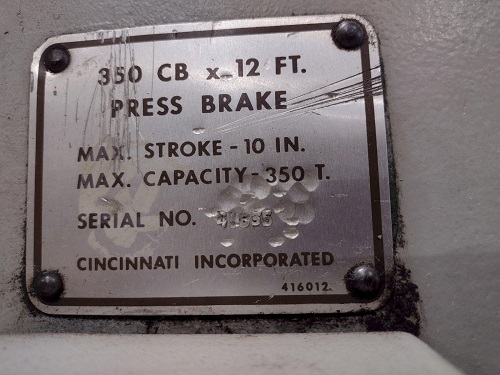 350 CB x 12 FT.
PRESS BRAKE
MAX. STROKE - 10 IN.
MAX. CAPACITY - 350 T.
SERIAL NO.
CINCINNATI INCORPORATED
416012